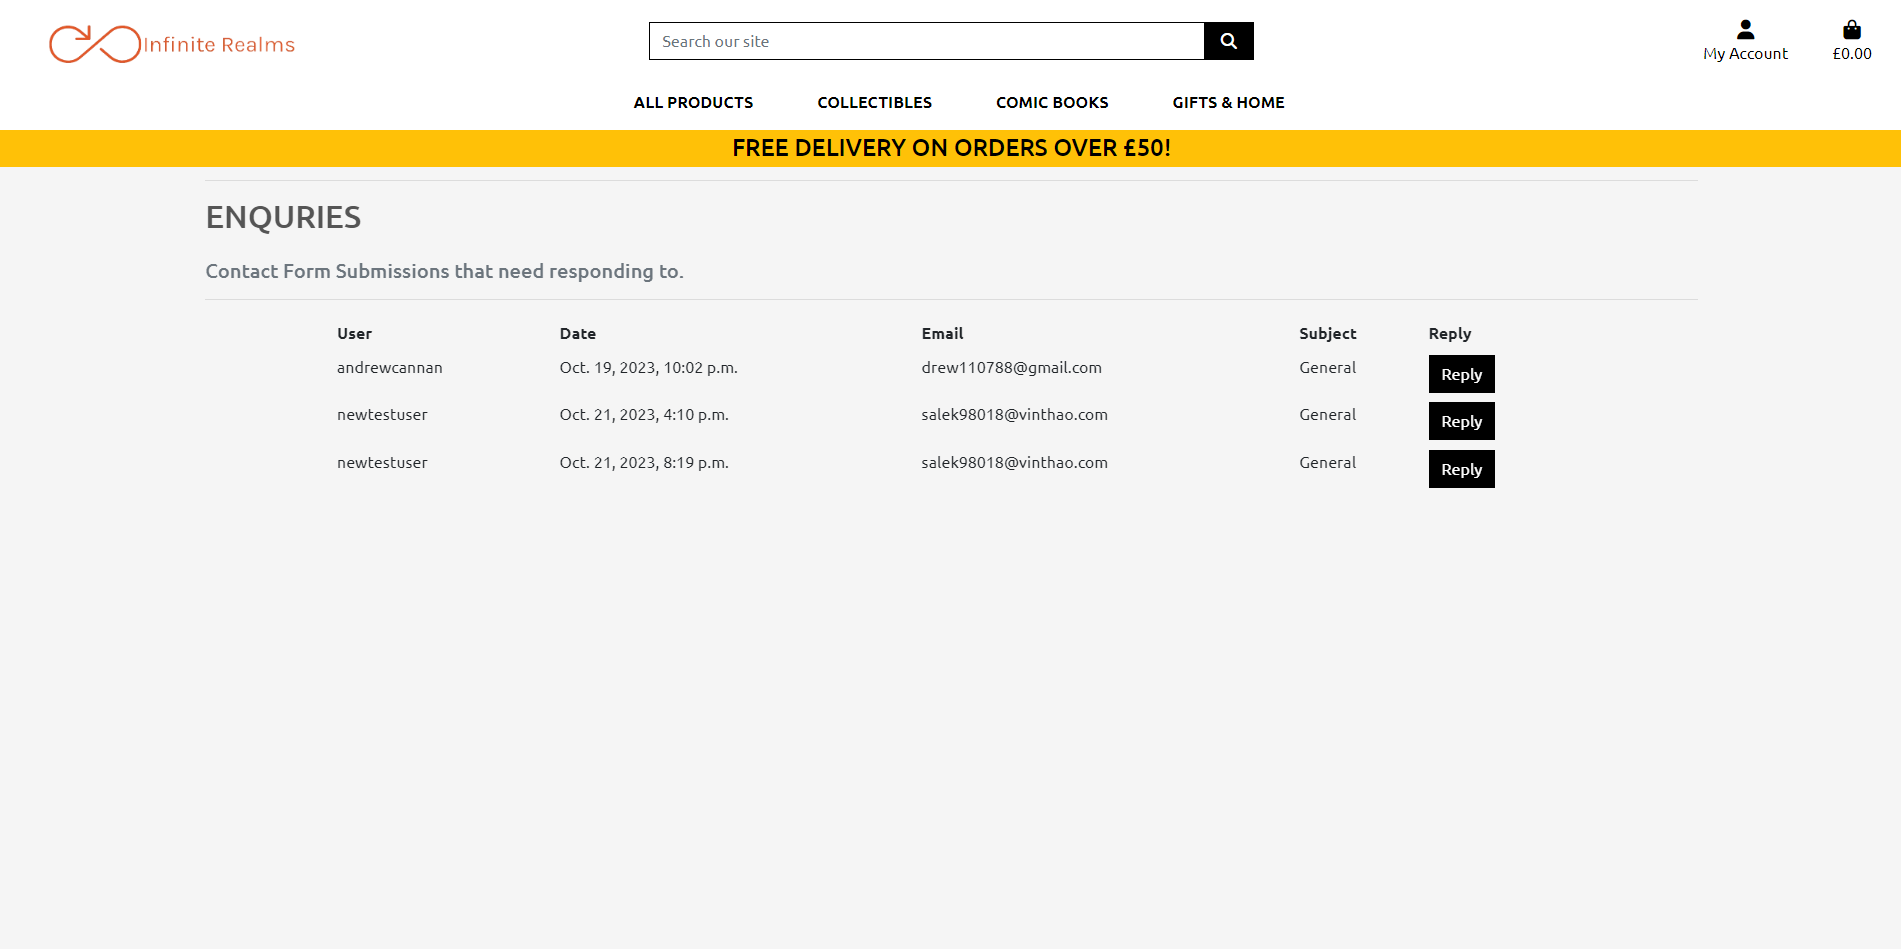 Infinite Realms
Search our site
My Account
£0.00
ALL PRODUCTS COLLECTIBLES COMIC BOOKS GIFTS & HOME
FREE DELIVERY ON ORDERS OVER £50!
ENQURIES
Contact Form Submissions that need responding to.
User Date Email Subject Reply
andrewcannan Oct. 19, 2023, 10:02 p.m. drew110788@gmail.com General Reply
newtestuser Oct. 21, 2023, 4:10 p.m. salek98018@vinthao.com General Reply
newtestuser Oct. 21, 2023, 8:19 p.m. salek98018@vinthao.com General Reply